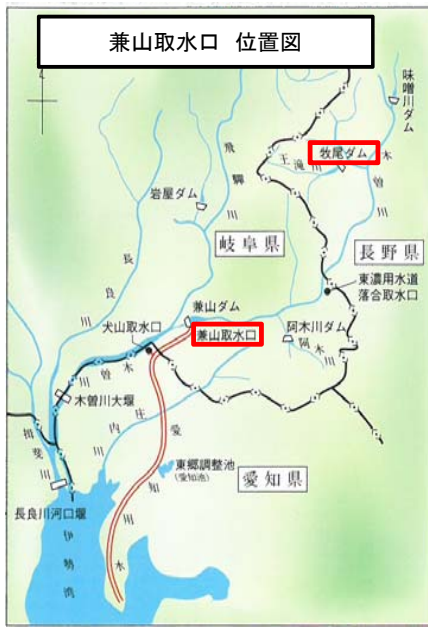 兼山取水口 位置図
味噌川ダム
牧尾ダム
王滝川
木曽川
飛騨川
岩屋ダム
岐阜県
長野県
長良川
東濃用水道
落合取水口
兼山ダム
犬山取水口
兼山取水口
阿木川ダム
阿木川
木曽川
木曽川大堰
庄内川
揖斐川
愛知用水
東郷調整池
(愛知池)
愛知県
長良川河口堰
伊勢湾